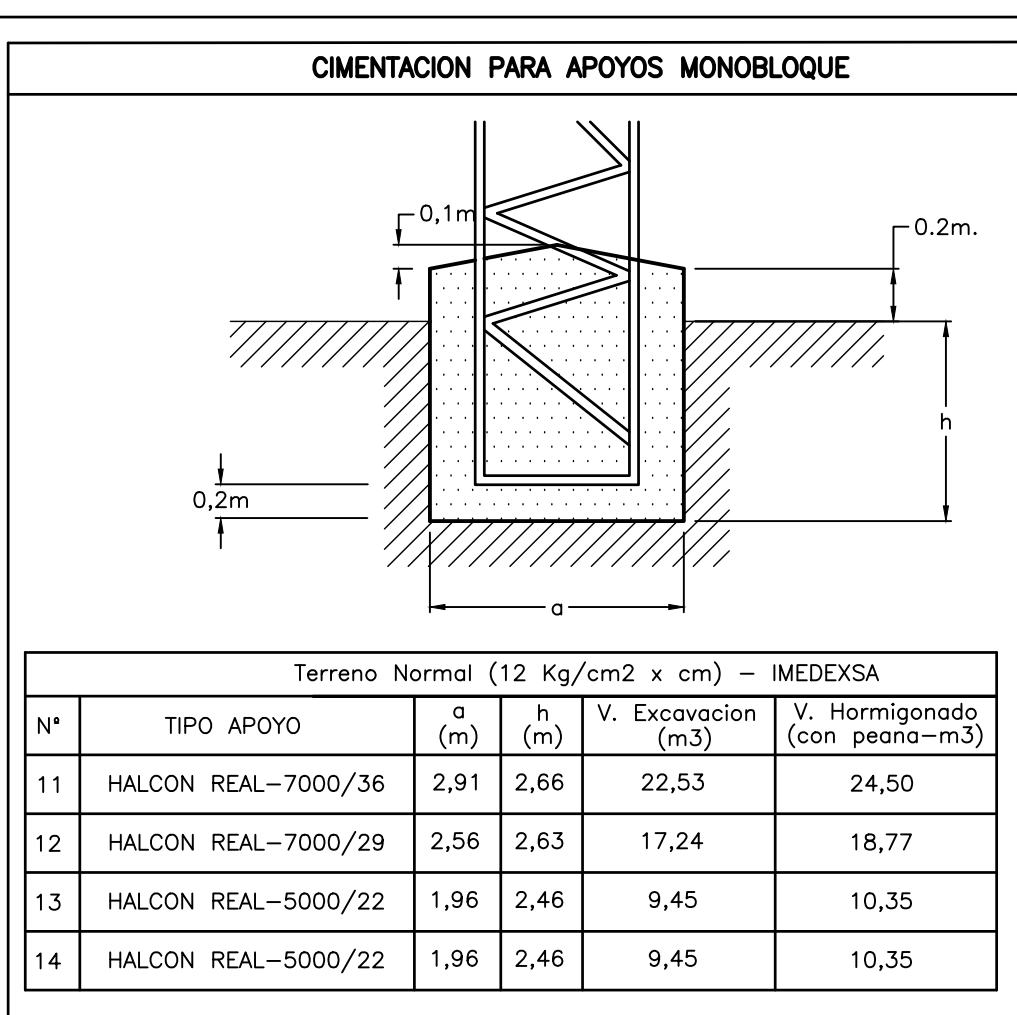 CIMENTACION PARA APOYOS MONOBLOQUE
0,1m
0.2m.
h
0,2m
a
Terreno Normal (12 Kg/cm2 x cm) – IMEDEXSA
Nº TIPO APOYO a (m) h (m) V. Excavacion (m3) V. Hormigonado (con peana–m3)
11 HALCON REAL–7000/36 2,91 2,66 22,53 24,50
12 HALCON REAL–7000/29 2,56 2,63 17,24 18,77
13 HALCON REAL–5000/22 1,96 2,46 9,45 10,35
14 HALCON REAL–5000/22 1,96 2,46 9,45 10,35